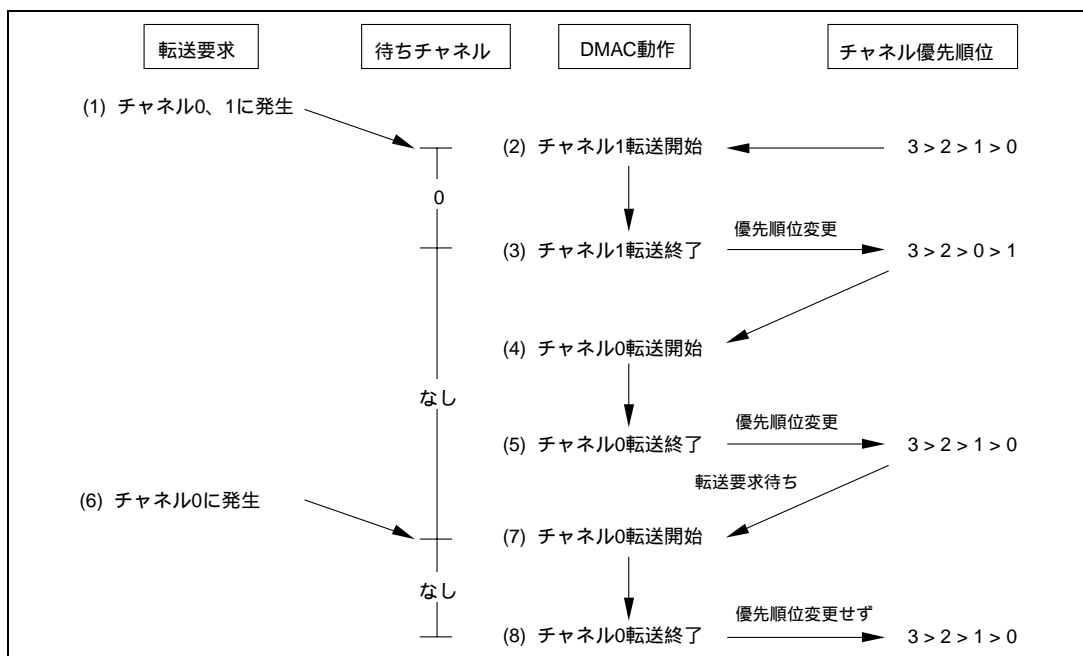 転送要求
待ちチャネル
DMAC動作
チャネル優先順位
(1) チャネル0、1に発生
(2) チャネル1転送開始
3 > 2 > 1 > 0
0
(3) チャネル1転送終了
優先順位変更
3 > 2 > 0 > 1
(4) チャネル0転送開始
なし
(5) チャネル0転送終了
優先順位変更
3 > 2 > 1 > 0
転送要求待ち
(6) チャネル0に発生
(7) チャネル0転送開始
なし
(8) チャネル0転送終了
優先順位変更せず
3 > 2 > 1 > 0